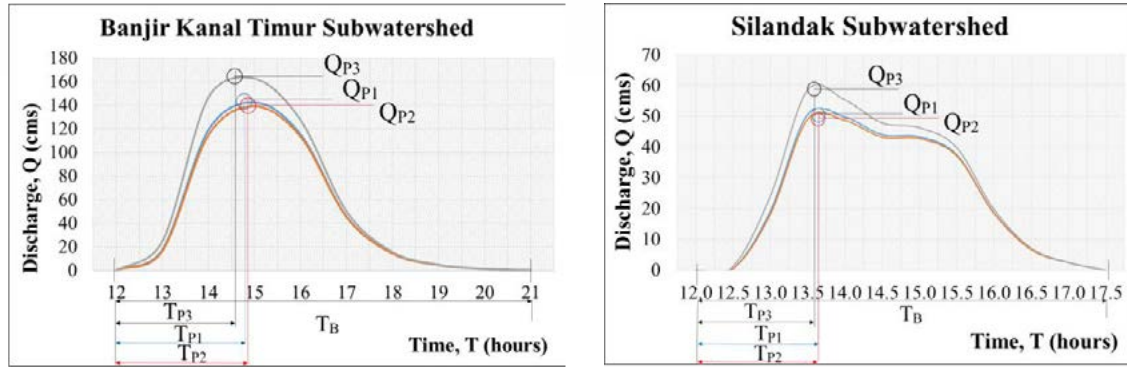 Banjir Kanal Timur Subwatershed
Discharge, Q (cms)
180
160
140
120
100
80
60
40
20
0
QP3
QP1
QP2
12 13 14 15 16 17 18 19 20 21
TP3
TP1
TP2
TB
Time, T (hours)
Silandak Subwatershed
Discharge, Q (cms)
70
60
50
40
30
20
10
0
QP3
QP1
QP2
12.0 12.5 13.0 13.5 14.0 14.5 15.0 15.5 16.0 16.5 17.0 17.5
TP3
TP1
TP2
TB
Time, T (hours)